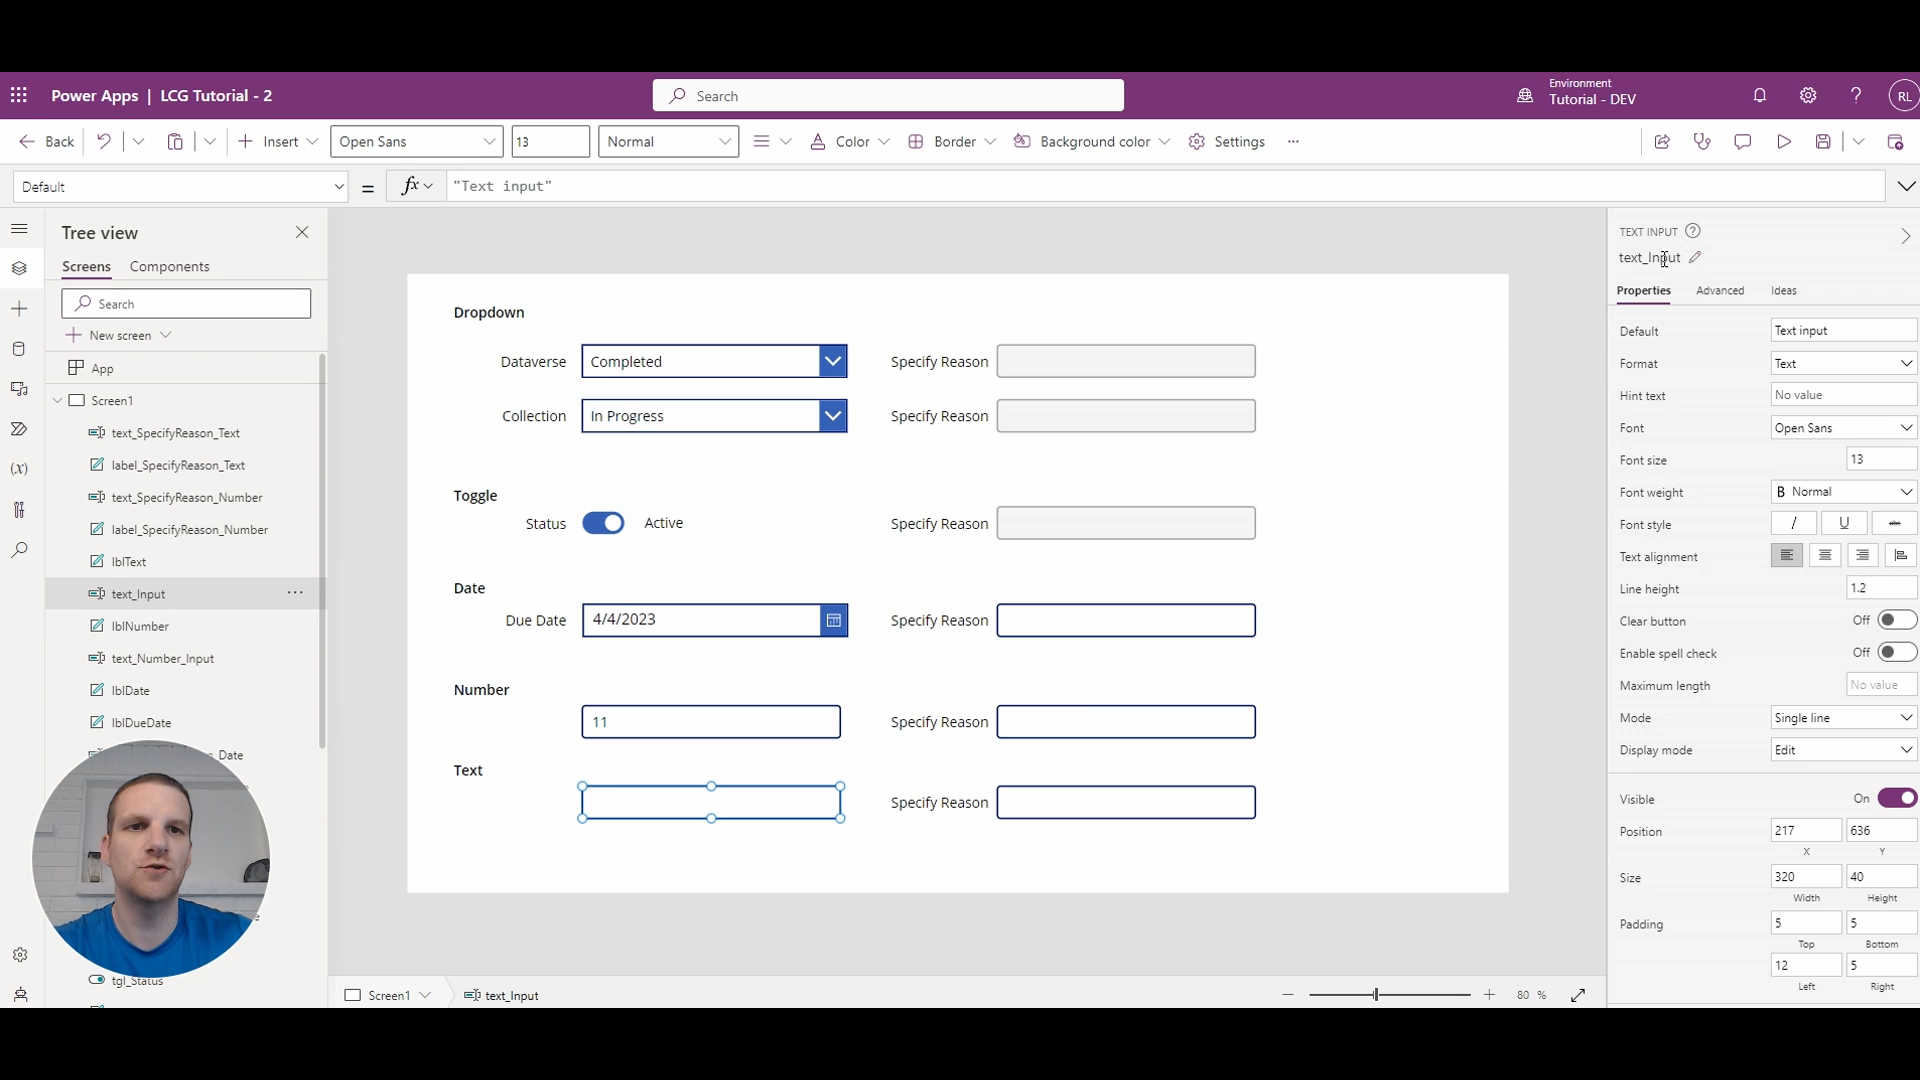 Power Apps | LCG Tutorial - 2
Search
Environment
Tutorial - DEV
RL
Back
Insert
Open Sans
13
Normal
Color
Border
Background color
Settings
Default
=
fx
"Text input"
Tree view
Screens
Components
Search
New screen
App
Screen1
text_SpecifyReason_Text
label_SpecifyReason_Text
text_SpecifyReason_Number
label_SpecifyReason_Number
lblText
text_Input
lblNumber
text_Number_Input
lblDate
lblDueDate
_Date
tgl_Status
Dropdown
Dataverse
Completed
Specify Reason
Collection
In Progress
Specify Reason
Toggle
Status
Active
Specify Reason
Date
Due Date
4/4/2023
Specify Reason
Number
11
Specify Reason
Text
Specify Reason
Screen1
text_Input
80 %
TEXT INPUT
text_Input
Properties
Advanced
Ideas
Default
Text input
Format
Text
Hint text
No value
Font
Open Sans
Font size
13
Font weight
B Normal
Font style
/ U abc
Text alignment
Line height
1.2
Clear button
Off
Enable spell check
Off
Maximum length
No value
Mode
Single line
Display mode
Edit
Visible
On
Position
217
636
X
Y
Size
320
40
Width
Height
Padding
5
5
Top
Bottom
12
5
Left
Right